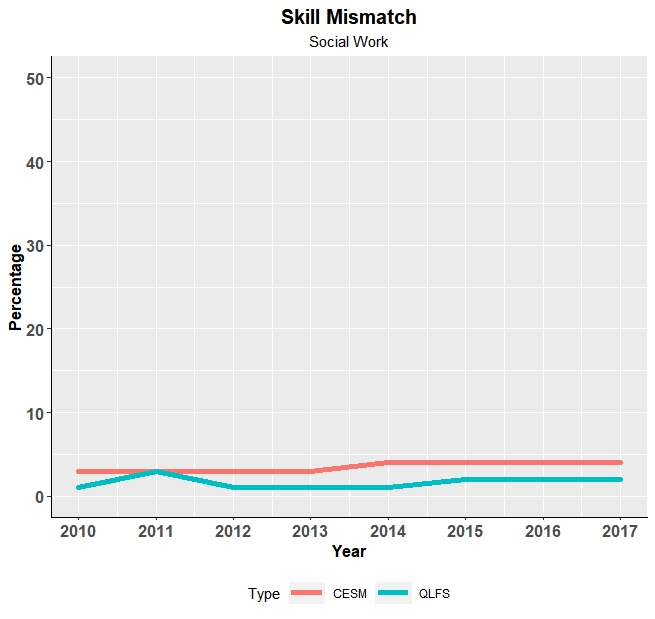 Skill Mismatch
Social Work
Percentage
50
40
30
20
10
0
2010 2011 2012 2013 2014 2015 2016 2017
Year
Type CESM QLFS